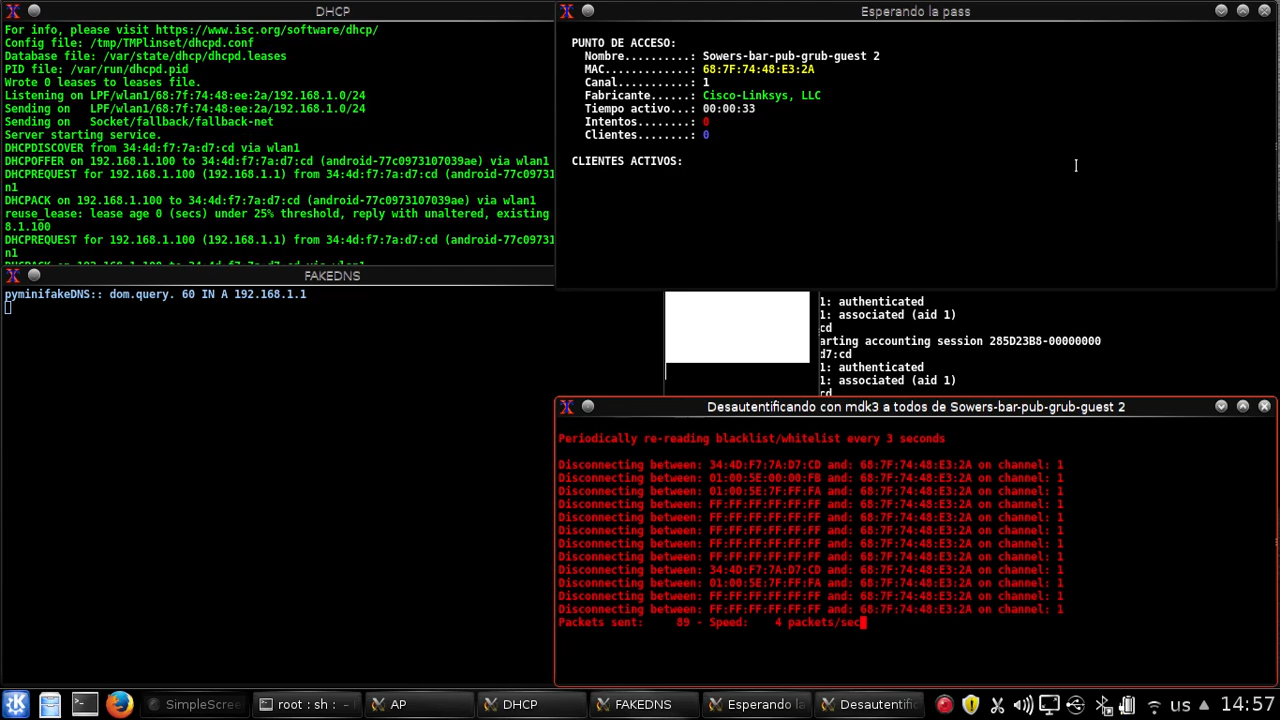 DHCP
For info, please visit https://www.isc.org/software/dhcp/
Config file: /tmp/TMPlinset/dhcpd.conf
Database file: /var/state/dhcp/dhcpd.leases
PID file: /var/run/dhcpd.pid
Wrote 0 leases to leases file.
Listening on LPF/wlan1/68:7f:74:48:ee:2a/192.168.1.0/24
Sending on   LPF/wlan1/68:7f:74:48:ee:2a/192.168.1.0/24
Sending on   Socket/fallback/fallback-net
Server starting service.
DHCPDISCOVER from 34:4d:f7:7a:d7:cd via wlan1
DHCPOFFER on 192.168.1.100 to 34:4d:f7:7a:d7:cd (android-77c0973107039ae) via wlan1
DHCPREQUEST for 192.168.1.100 (192.168.1.1) from 34:4d:f7:7a:d7:cd (android-77c09731
n1
DHCPACK on 192.168.1.100 to 34:4d:f7:7a:d7:cd (android-77c0973107039ae) via wlan1
reuse_lease: lease age 0 (secs) under 25% threshold, reply with unaltered, existing
8.1.100
DHCPREQUEST for 192.168.1.100 (192.168.1.1) from 34:4d:f7:7a:d7:cd (android-77c09731
n1
DHCPACK on 192.168.1.100 to 34:4d:f7:7a:d7:cd via wlan1
Esperando la pass
PUNTO DE ACCESO:
Nombre..........: Sowers-bar-pub-grub-guest 2
MAC.............: 68:7F:74:48:E3:2A
Canal...........: 1
Fabricante......: Cisco-Linksys, LLC
Tiempo activo...: 00:00:33
Intentos........: 0
Clientes........: 0
CLIENTES ACTIVOS:
FAKEDNS
pyminifakeDNS:: dom.query. 60 IN A 192.168.1.1
1: authenticated
1: associated (aid 1)
cd
arting accounting session 285D23B8-00000000
d7:cd
1: authenticated
1: associated (aid 1)
cd
Desautentificando con mdk3 a todos de Sowers-bar-pub-grub-guest 2
Periodically re-reading blacklist/whitelist every 3 seconds
Disconnecting between: 34:4D:F7:7A:D7:CD and: 68:7F:74:48:E3:2A on channel: 1
Disconnecting between: 01:00:5E:00:00:FB and: 68:7F:74:48:E3:2A on channel: 1
Disconnecting between: 01:00:5E:7F:FF:FA and: 68:7F:74:48:E3:2A on channel: 1
Disconnecting between: FF:FF:FF:FF:FF:FF and: 68:7F:74:48:E3:2A on channel: 1
Disconnecting between: FF:FF:FF:FF:FF:FF and: 68:7F:74:48:E3:2A on channel: 1
Disconnecting between: FF:FF:FF:FF:FF:FF and: 68:7F:74:48:E3:2A on channel: 1
Disconnecting between: FF:FF:FF:FF:FF:FF and: 68:7F:74:48:E3:2A on channel: 1
Disconnecting between: FF:FF:FF:FF:FF:FF and: 68:7F:74:48:E3:2A on channel: 1
Disconnecting between: 34:4D:F7:7A:D7:CD and: 68:7F:74:48:E3:2A on channel: 1
Disconnecting between: 01:00:5E:7F:FF:FA and: 68:7F:74:48:E3:2A on channel: 1
Disconnecting between: FF:FF:FF:FF:FF:FF and: 68:7F:74:48:E3:2A on channel: 1
Disconnecting between: FF:FF:FF:FF:FF:FF and: 68:7F:74:48:E3:2A on channel: 1
Packets sent:     89 - Speed:    4 packets/sec
SimpleScree root : sh : AP DHCP FAKEDNS Esperando la Desautentific us 14:57